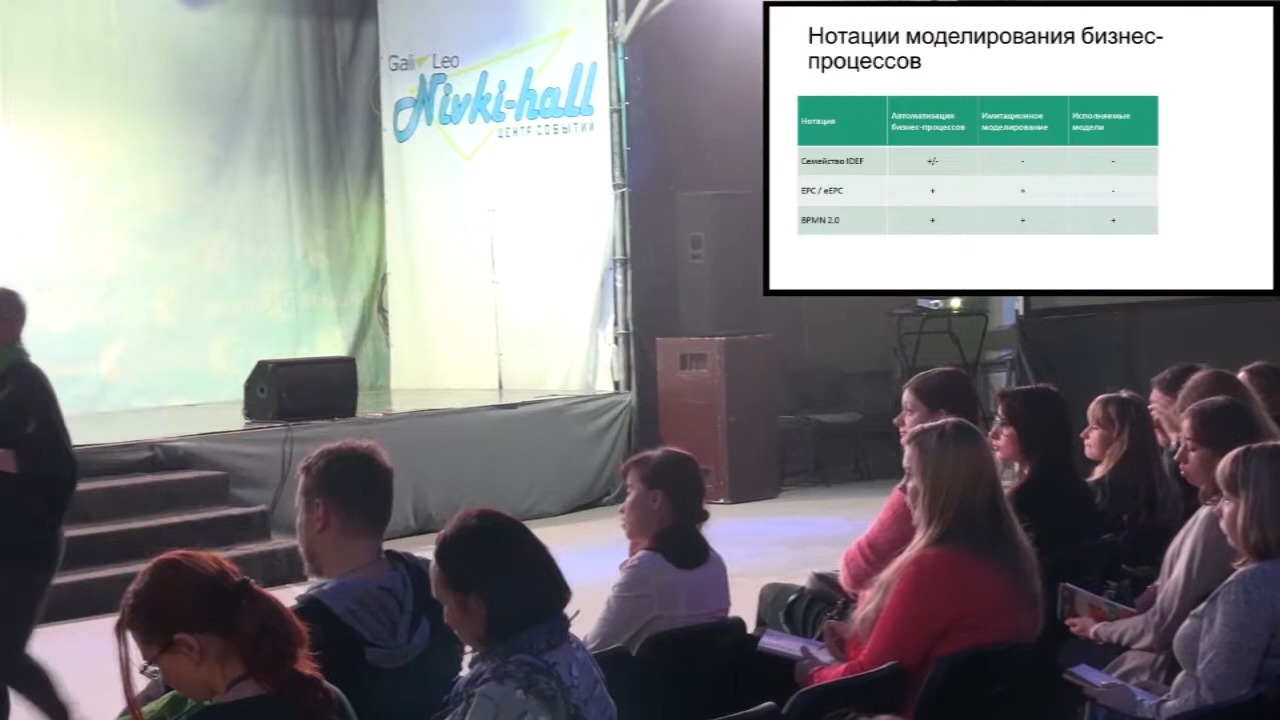 Gali Leo
Nivki-hall
ЦЕНТР СОБЫТИЙ
Нотации моделирования бизнес-
процессов
Нотация Автоматизация бизнес-процессов Имитационное моделирование Исполняемые модели
Семейство IDEF +/- - -
EPC / eEPC + + -
BPMN 2.0 + + +